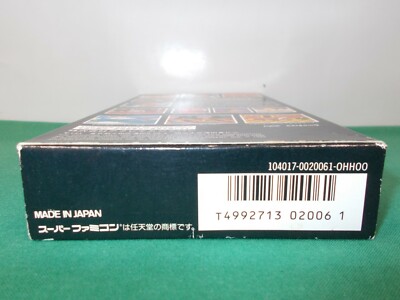 104017-0020061-OHHOO
T4992713 02006 1
MADE IN JAPAN
スーパーファミコン は任天堂の商標です。